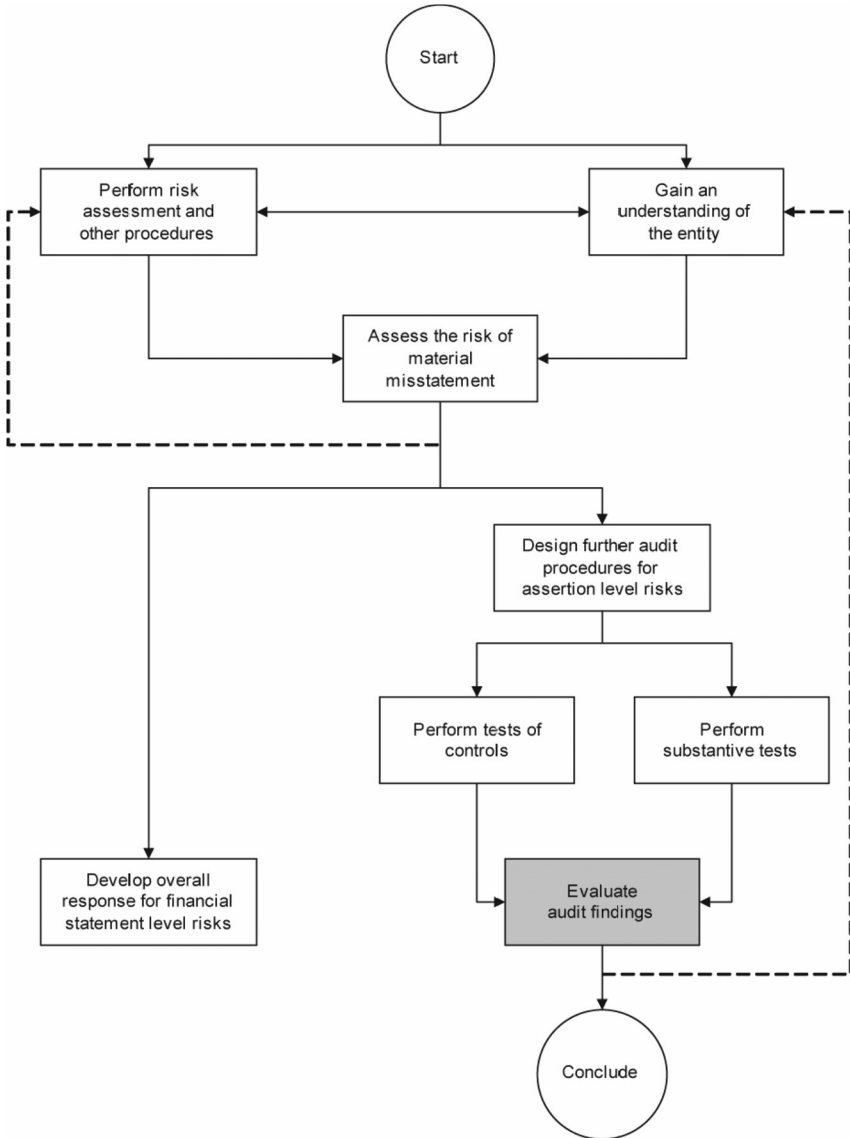 Start
Perform risk
assessment and
other procedures
Gain an
understanding of
the entity
Assess the risk of
material
misstatement
Design further audit
procedures for
assertion level risks
Perform tests of
controls
Perform
substantive tests
Develop overall
response for financial
statement level risks
Evaluate
audit findings
Conclude